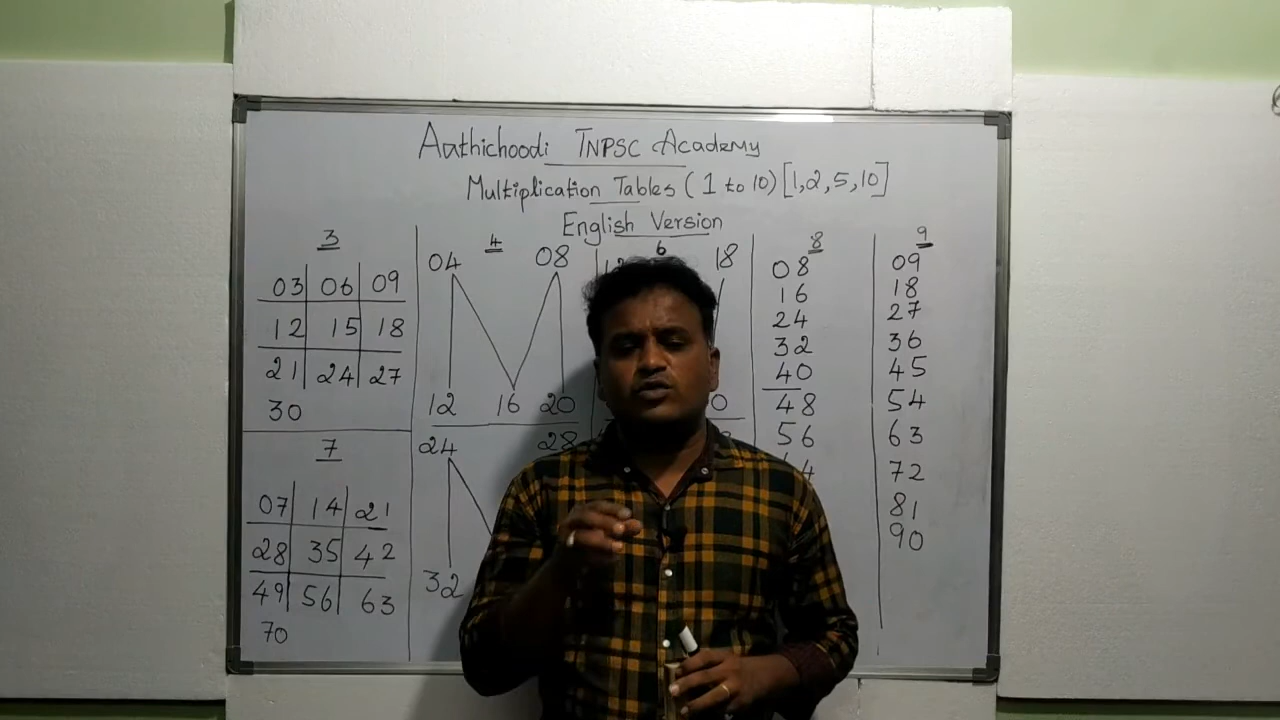 Aathichoodi TNPSC Academy
Multiplication Tables (1 to 10) [1,2,5,10]
English Version
3
03 06 09
12 15 18
21 24 27
30
7
07 14 21
28 35 42
49 56 63
70
4
04 08
12 16 20
24 28
32
6
18
8
08
16
24
32
40
48
56
9
09
18
27
36
45
54
63
72
81
90